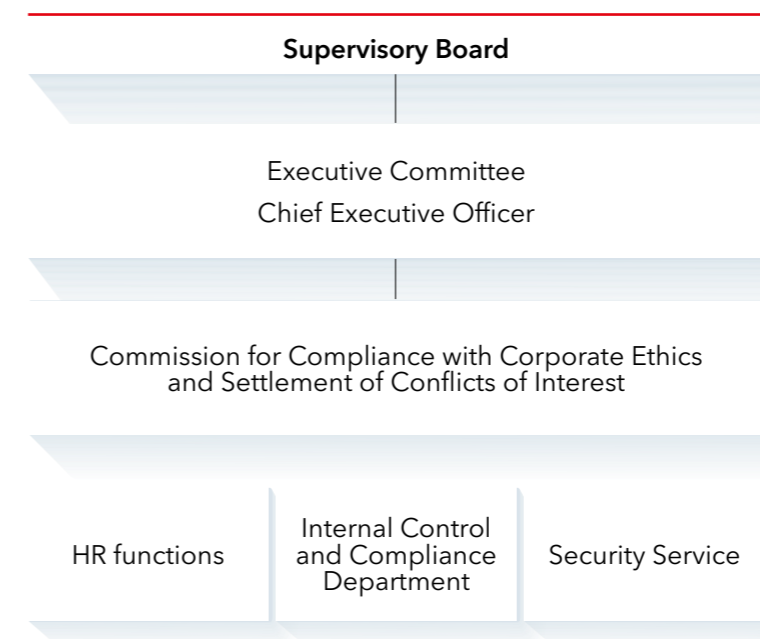 Supervisory Board
Executive Committee
Chief Executive Officer
Commission for Compliance with Corporate Ethics
and Settlement of Conflicts of Interest
HR functions
Internal Control
and Compliance
Department
Security Service